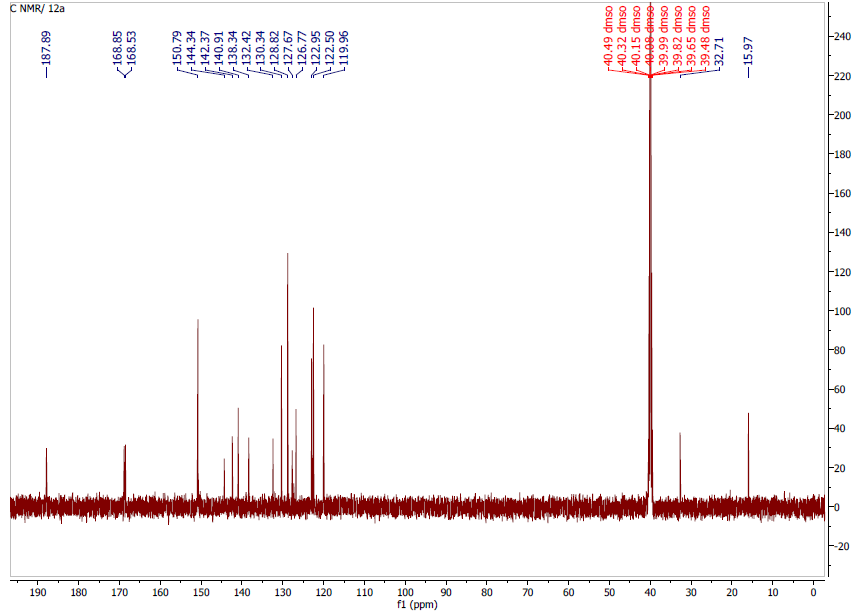 C NMR/ 12a
187.89
168.85
168.53
150.79
144.34
142.37
140.91
138.34
132.42
130.34
128.82
127.67
126.77
122.95
122.50
119.96
40.49 dmso
40.32 dmso
40.15 dmso
40.08 dmso
39.99 dmso
39.82 dmso
39.65 dmso
39.48 dmso
32.71
15.97
240
220
200
180
160
140
120
100
80
60
40
20
0
-20
190 180 170 160 150 140 130 120 110 100 90 80 70 60 50 40 30 20 10 0
f1 (ppm)